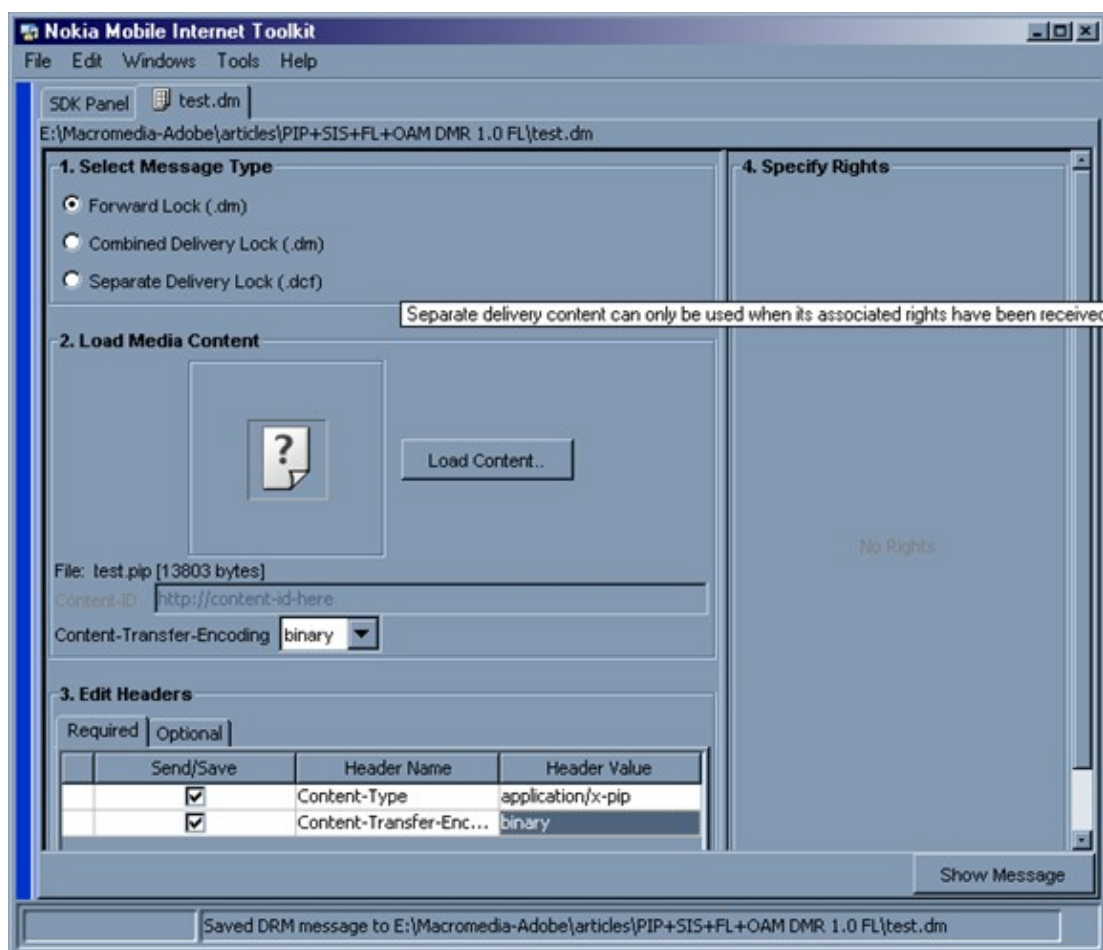 Nokia Mobile Internet Toolkit
File Edit Windows Tools Help
SDK Panel test.dm
E:\Macromedia-Adobe\articles\PIP+SIS+FL+OAM DMR 1.0 FL\test.dm
1. Select Message Type
Forward Lock (.dm)
Combined Delivery Lock (.dm)
Separate Delivery Lock (.dcf)
Separate delivery content can only be used when its associated rights have been received
2. Load Media Content
?
Load Content..
File: test.pip [13803 bytes]
Content-ID http://content-id-here
Content-Transfer-Encoding binary
3. Edit Headers
Required Optional
Send/Save Header Name Header Value
Content-Type application/x-pip
Content-Transfer-Enc... binary
4. Specify Rights
No Rights
Show Message
Saved DRM message to E:\Macromedia-Adobe\articles\PIP+SIS+FL+OAM DMR 1.0 FL\test.dm